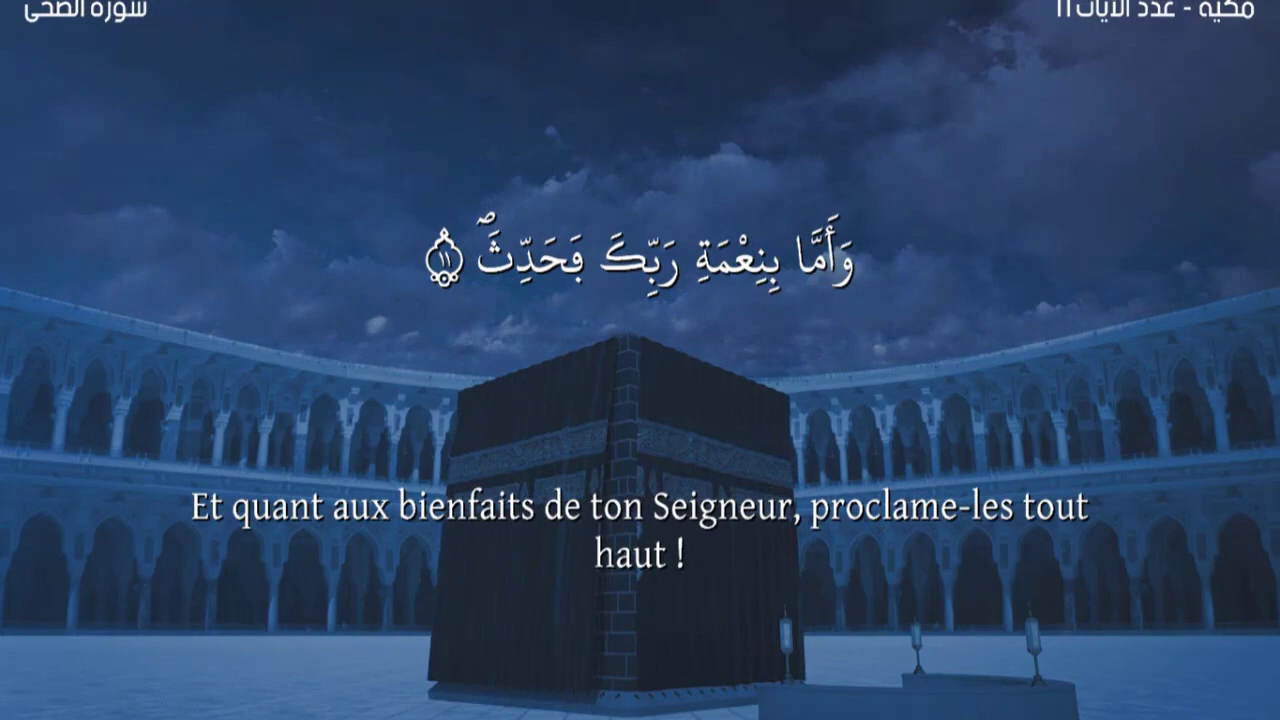 سورة الضحى
مكية - عدد الآيات ١١
وَأَمَّا بِنِعْمَةِ رَبِّكَ فَحَدِّثَۖ ١١
Et quant aux bienfaits de ton Seigneur, proclame-les tout
haut !